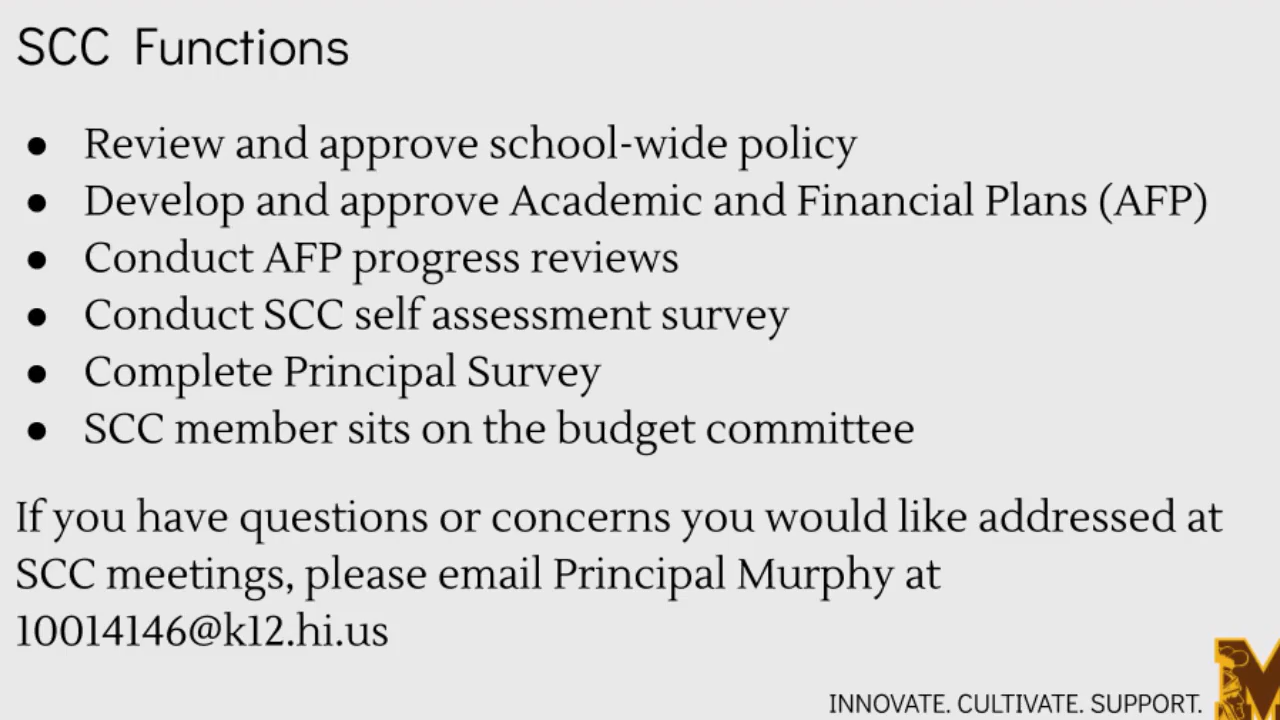 SCC Functions
● Review and approve school-wide policy
● Develop and approve Academic and Financial Plans (AFP)
● Conduct AFP progress reviews
● Conduct SCC self assessment survey
● Complete Principal Survey
● SCC member sits on the budget committee
If you have questions or concerns you would like addressed at
SCC meetings, please email Principal Murphy at
10014146@k12.hi.us
INNOVATE. CULTIVATE. SUPPORT.
M